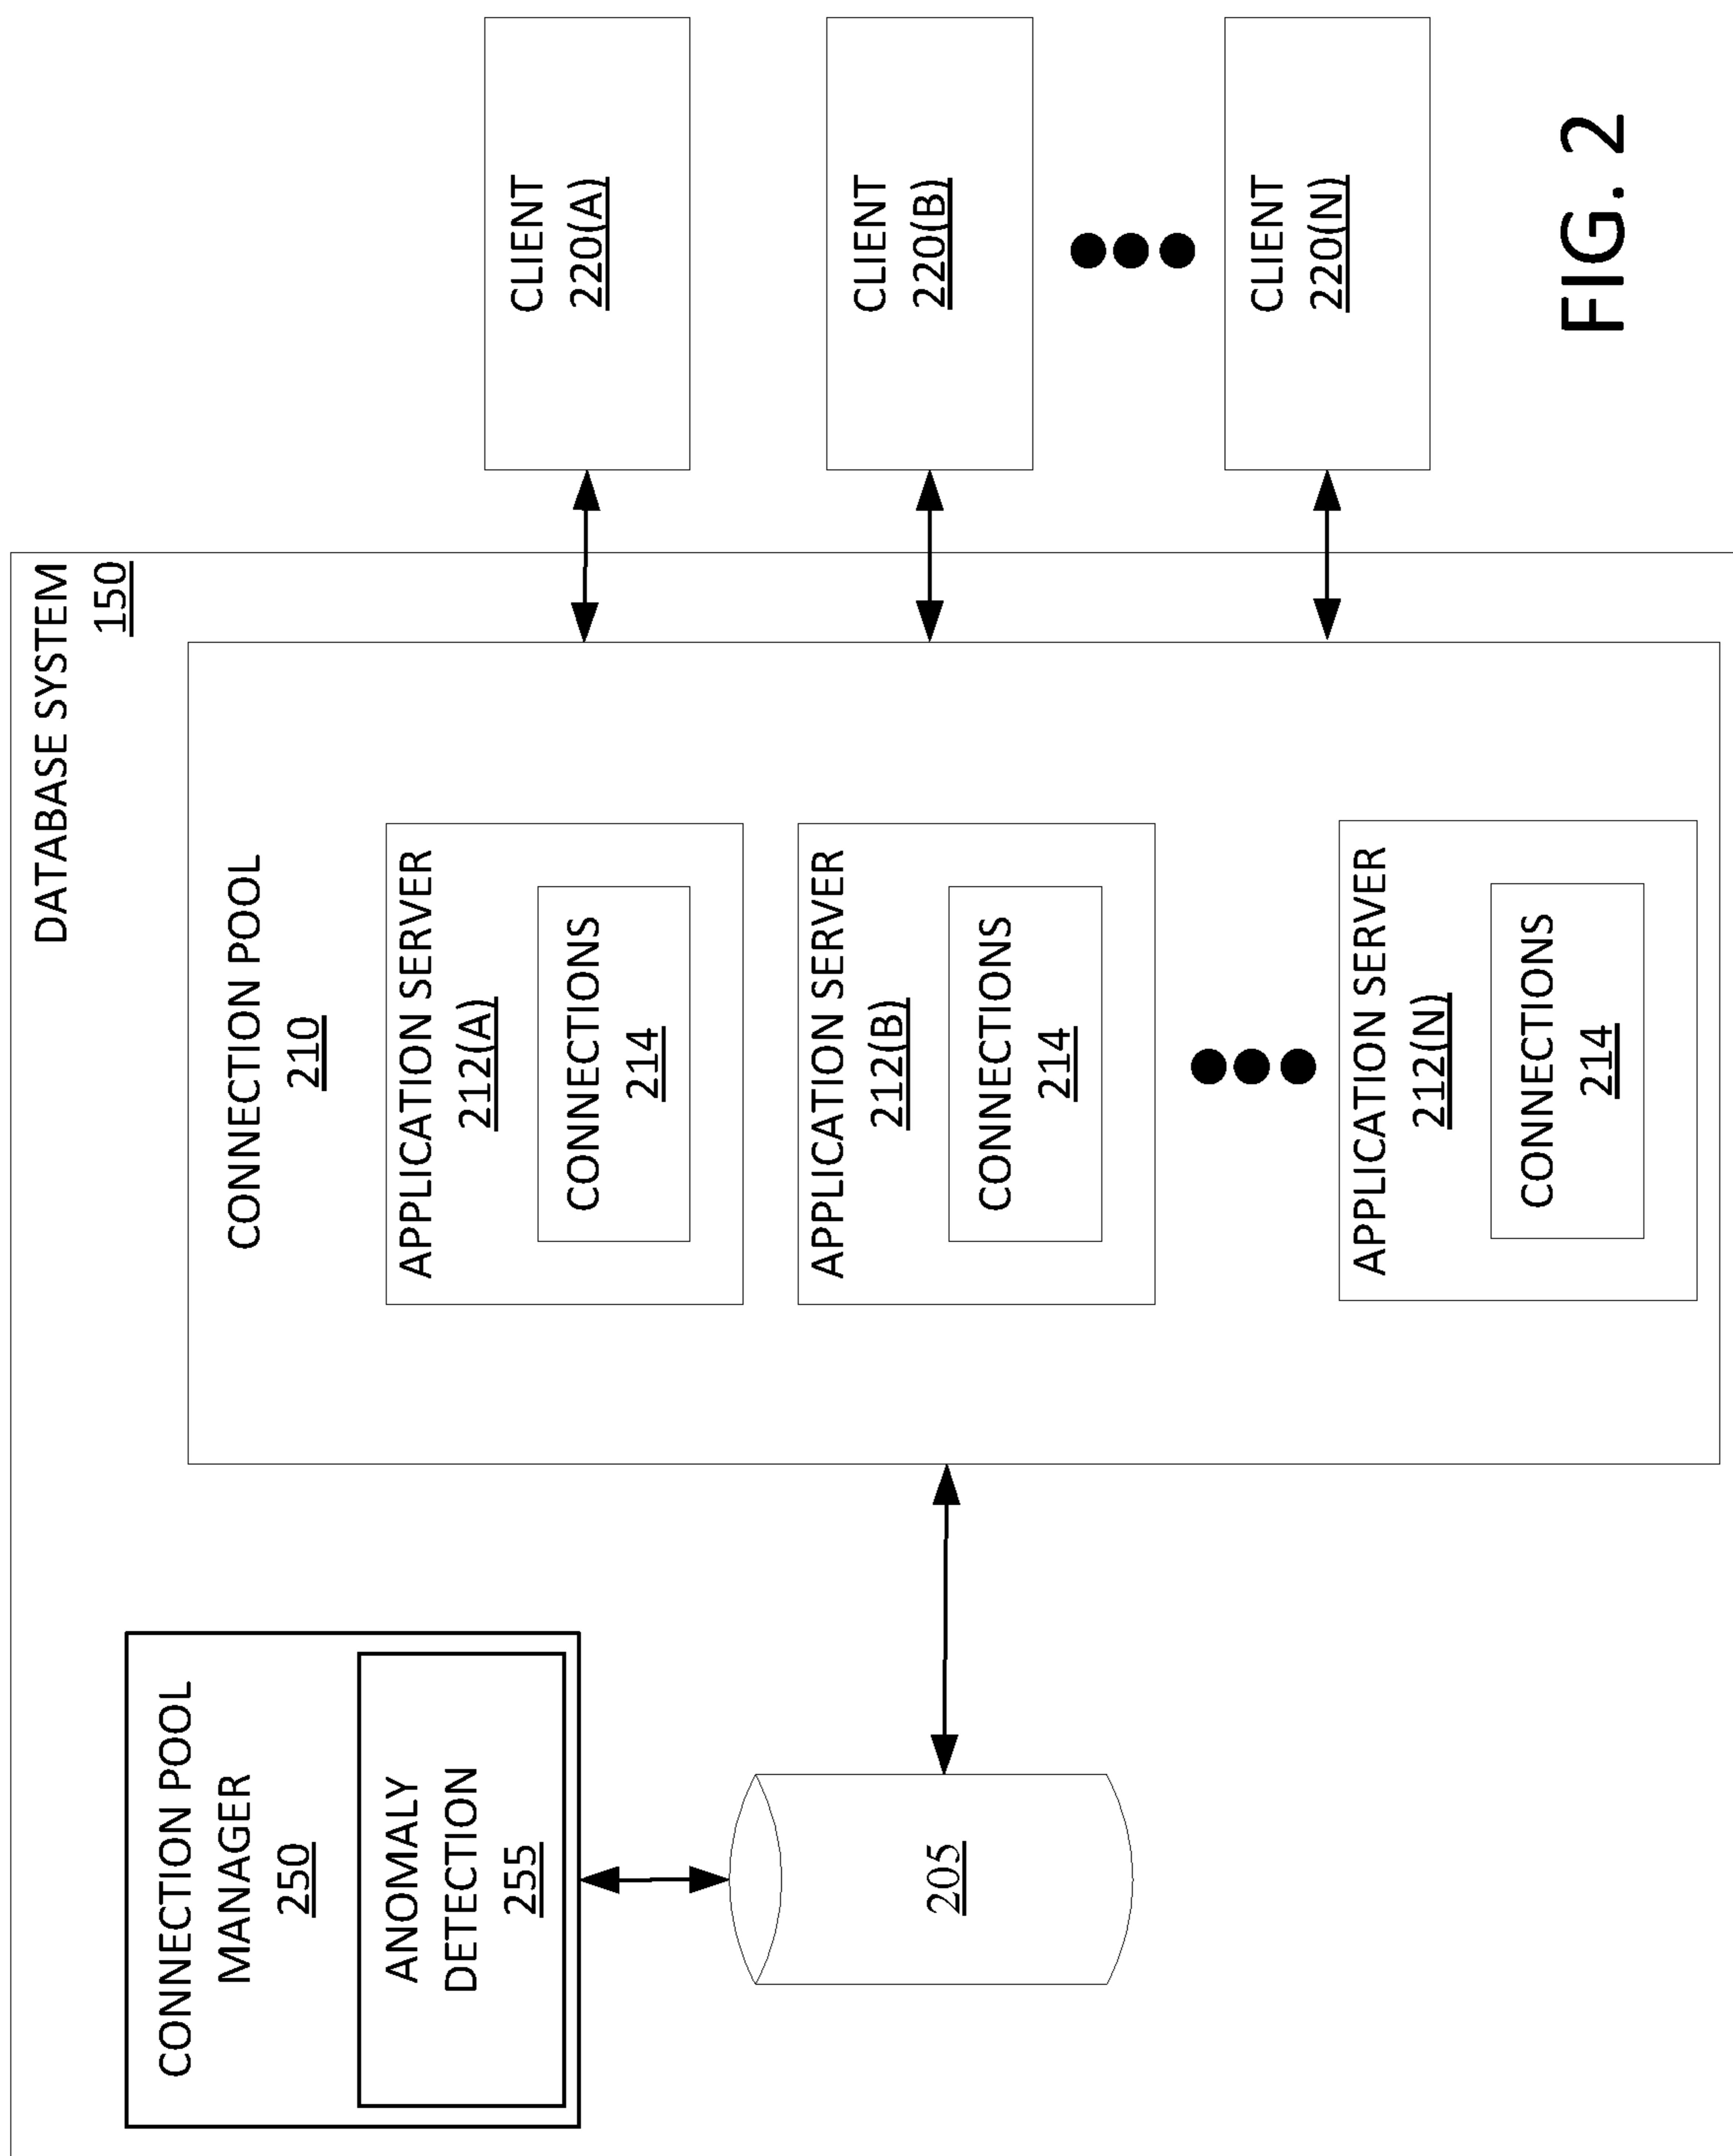 DATABASE SYSTEM
150
CONNECTION POOL
MANAGER
250
ANOMALY
DETECTION
255
205
CONNECTION POOL
210
APPLICATION SERVER
212(A)
CONNECTIONS
214
APPLICATION SERVER
212(B)
CONNECTIONS
214
APPLICATION SERVER
212(N)
CONNECTIONS
214
CLIENT
220(A)
CLIENT
220(B)
CLIENT
220(N)
FIG. 2